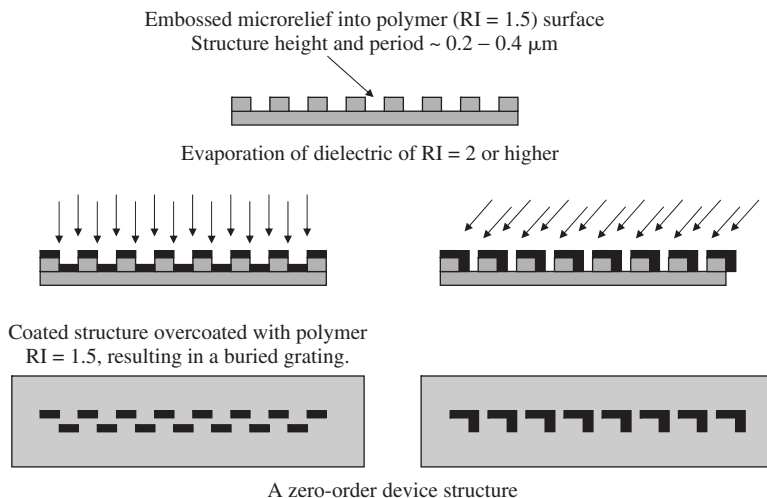 Embossed microrelief into polymer (RI = 1.5) surface
Structure height and period ~ 0.2 – 0.4 μm
Evaporation of dielectric of RI = 2 or higher
Coated structure overcoated with polymer
RI = 1.5, resulting in a buried grating.
A zero-order device structure